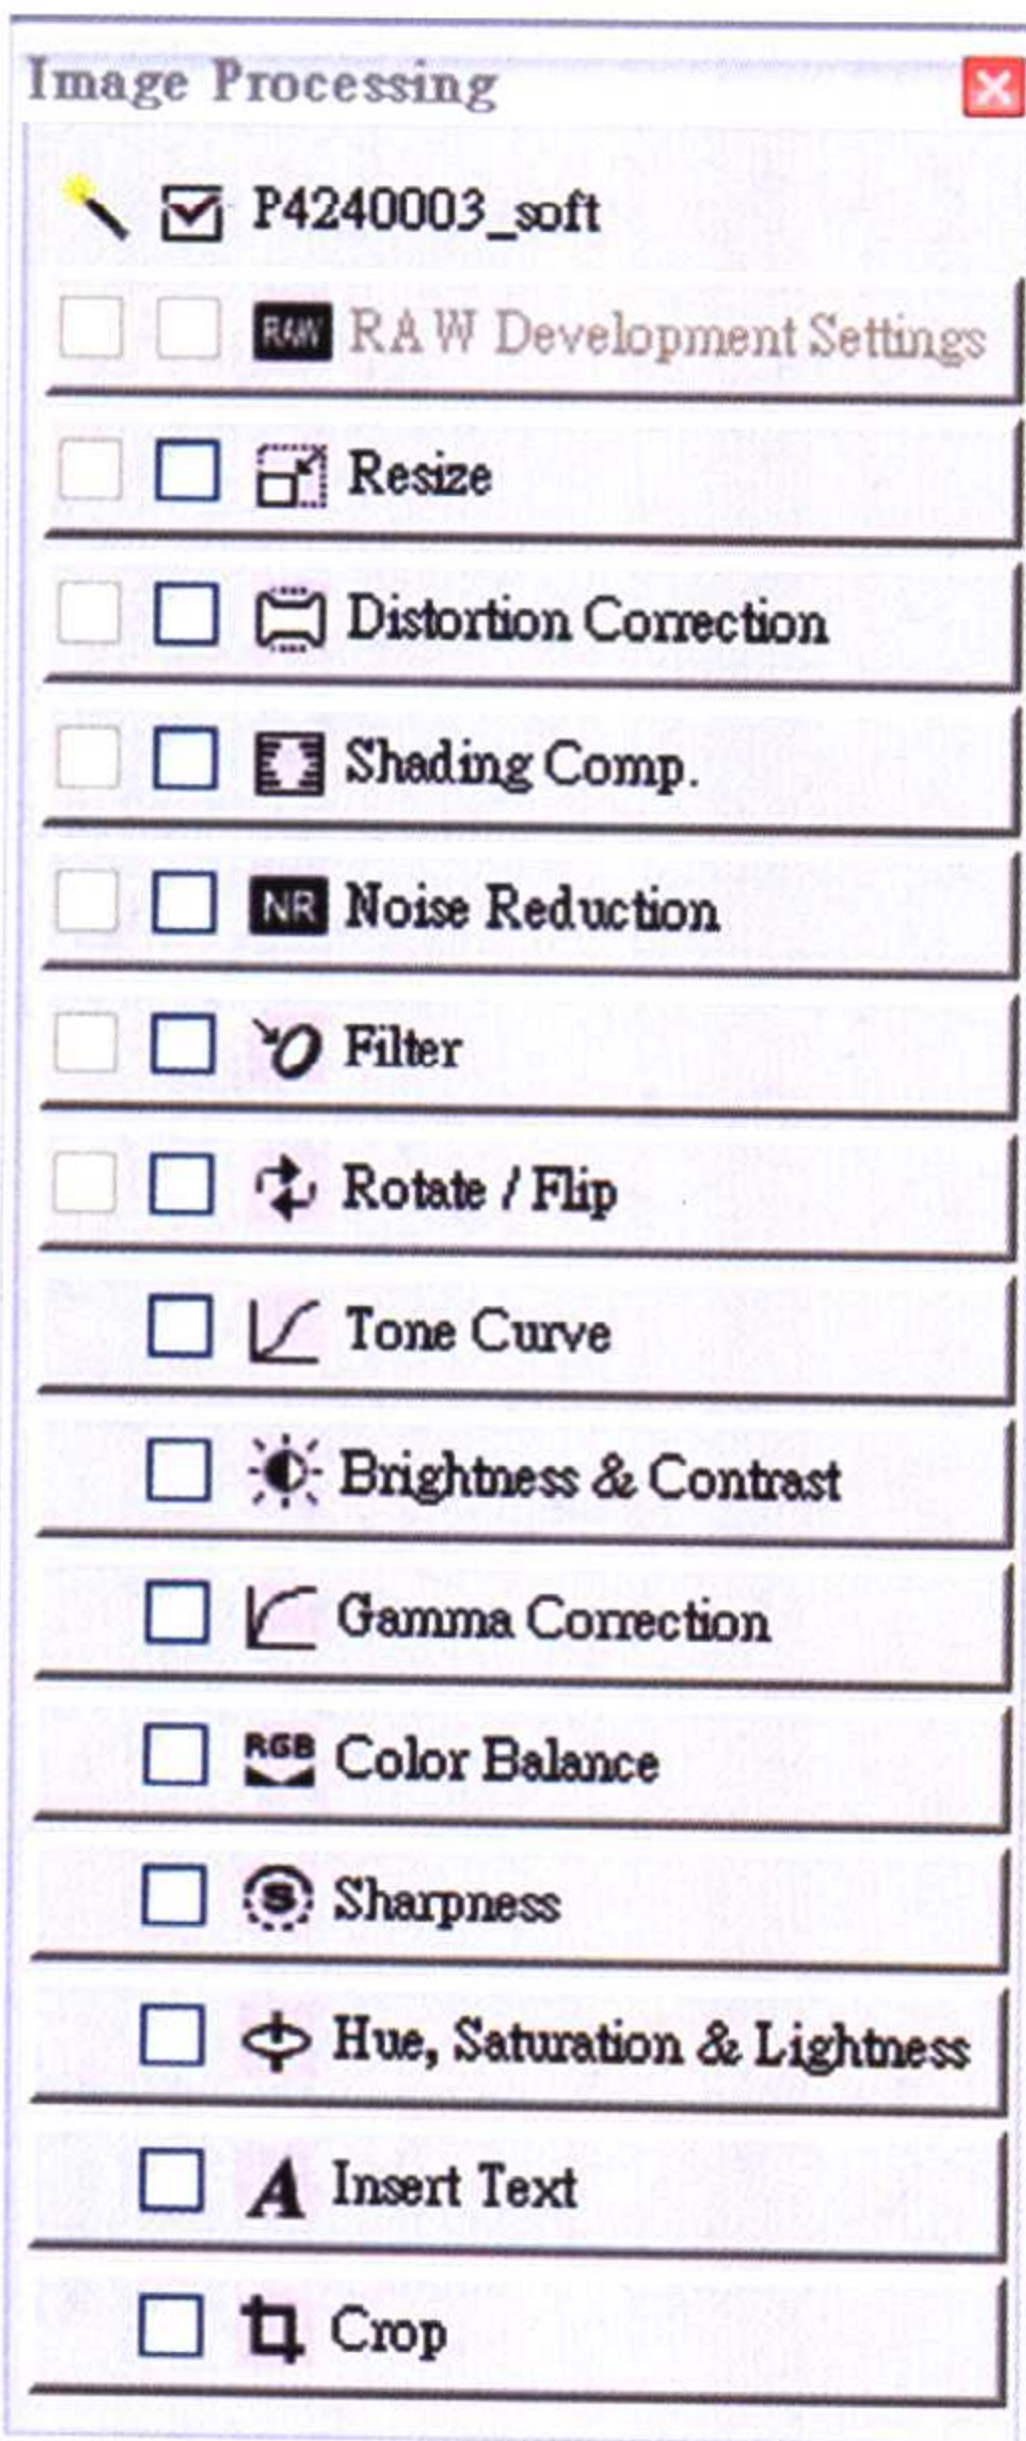 Image Processing
P4240003_soft
RAW RAW Development Settings
Resize
Distortion Correction
Shading Comp.
NR Noise Reduction
Filter
Rotate / Flip
Tone Curve
Brightness & Contrast
Gamma Correction
RGB Color Balance
S Sharpness
Hue, Saturation & Lightness
A Insert Text
Crop